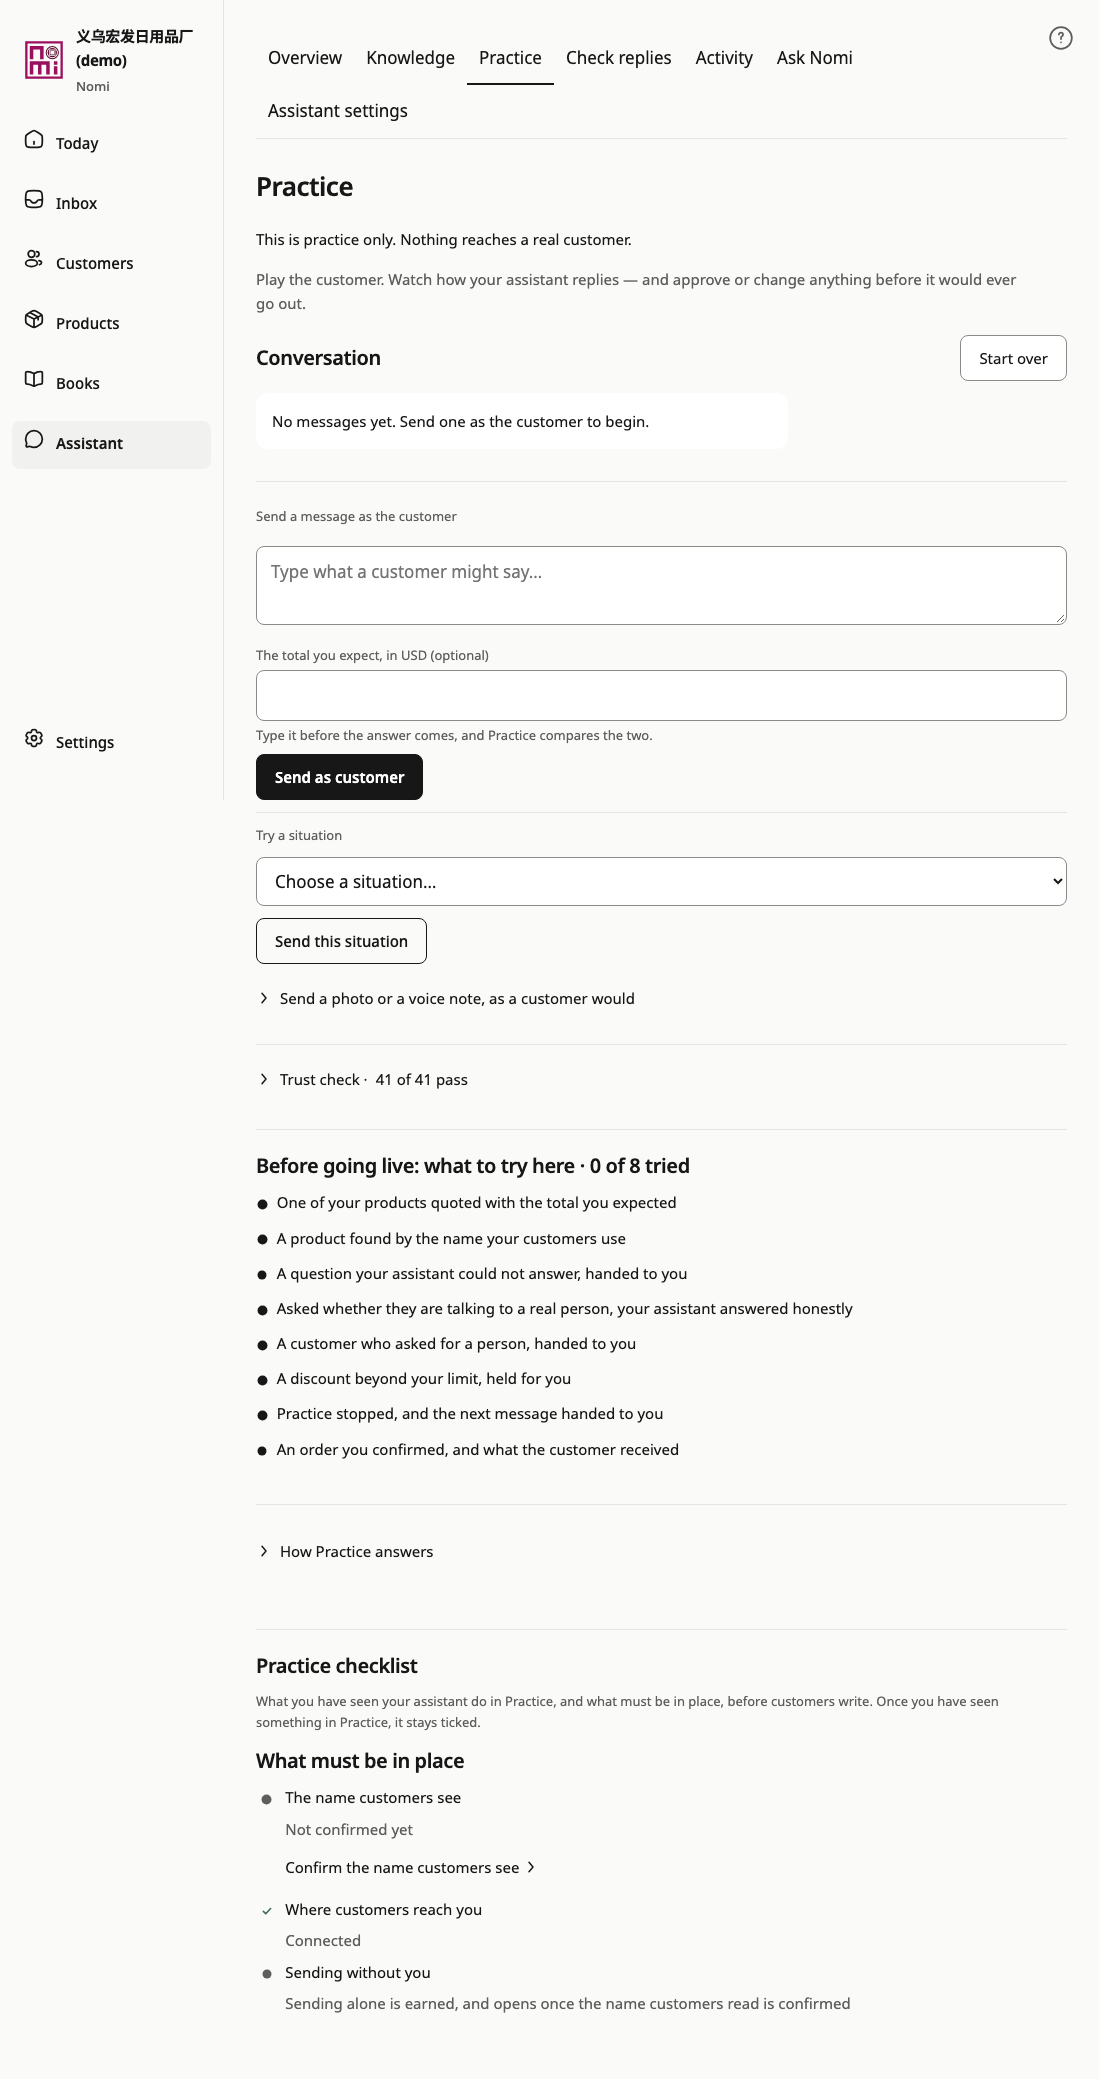 义乌宏发日用品厂
(demo)
Nomi
Today
Inbox
Customers
Products
Books
Assistant
Settings
Overview
Knowledge
Practice
Check replies
Activity
Ask Nomi
Assistant settings
Practice
This is practice only. Nothing reaches a real customer.
Play the customer. Watch how your assistant replies — and approve or change anything before it would ever
go out.
Conversation
Start over
No messages yet. Send one as the customer to begin.
Send a message as the customer
Type what a customer might say…
The total you expect, in USD (optional)
Type it before the answer comes, and Practice compares the two.
Send as customer
Try a situation
Choose a situation…
Send this situation
Send a photo or a voice note, as a customer would
Trust check · 41 of 41 pass
Before going live: what to try here · 0 of 8 tried
One of your products quoted with the total you expected
A product found by the name your customers use
A question your assistant could not answer, handed to you
Asked whether they are talking to a real person, your assistant answered honestly
A customer who asked for a person, handed to you
A discount beyond your limit, held for you
Practice stopped, and the next message handed to you
An order you confirmed, and what the customer received
How Practice answers
Practice checklist
What you have seen your assistant do in Practice, and what must be in place, before customers write. Once you have seen
something in Practice, it stays ticked.
What must be in place
The name customers see
Not confirmed yet
Confirm the name customers see
Where customers reach you
Connected
Sending without you
Sending alone is earned, and opens once the name customers read is confirmed